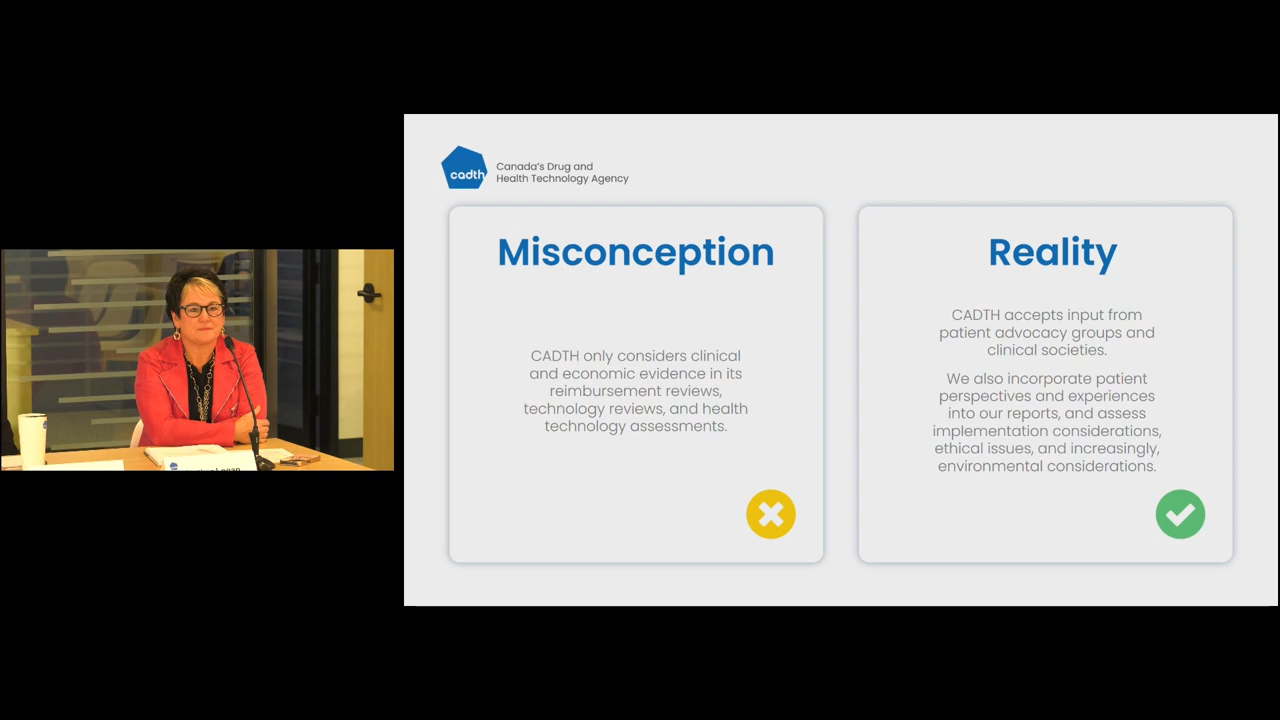 cadth
Canada's Drug and
Health Technology Agency
Misconception
CADTH only considers clinical
and economic evidence in its
reimbursement reviews,
technology reviews, and health
technology assessments.
Reality
CADTH accepts input from
patient advocacy groups and
clinical societies.
We also incorporate patient
perspectives and experiences
into our reports, and assess
implementation considerations,
ethical issues, and increasingly,
environmental considerations.
Logan